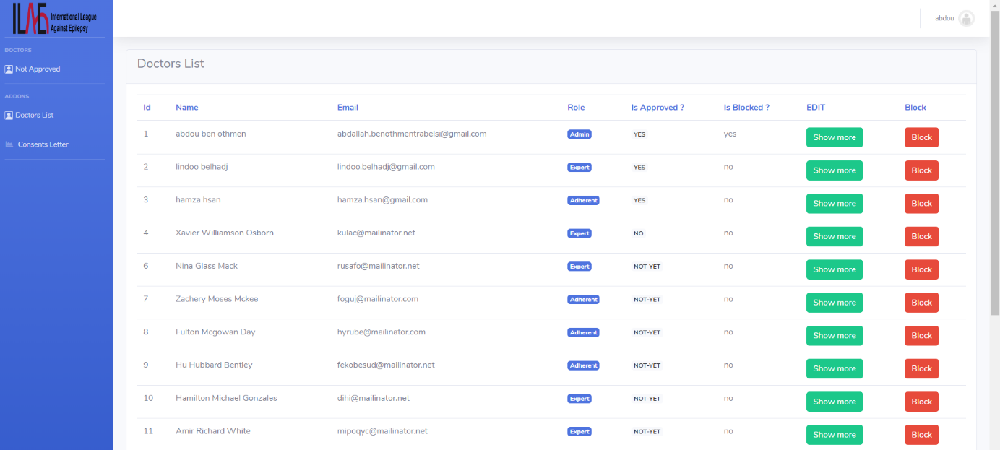 ILAE International League
Against Epilepsy
abdou
DOCTORS
Not Approved
ADDONS
Doctors List
Consents Letter
Doctors List
Id Name Email Role Is Approved ? Is Blocked ? EDIT Block
1 abdou ben othmen abdallah.benothmentrabelsi@gmail.com Admin YES yes Show more Block
2 lindoo belhadj lindoo.belhadj@gmail.com Expert YES no Show more Block
3 hamza hsan hamza.hsan@gmail.com Adherent YES no Show more Block
4 Xavier Williamson Osborn kulac@mailinator.net Expert NO no Show more Block
6 Nina Glass Mack rusafo@mailinator.net Expert NOT-YET no Show more Block
7 Zachery Moses Mckee foguj@mailinator.com Adherent NOT-YET no Show more Block
8 Fulton Mcgowan Day hyrube@mailinator.com Adherent NOT-YET no Show more Block
9 Hu Hubbard Bentley fekobesud@mailinator.net Adherent NOT-YET no Show more Block
10 Hamilton Michael Gonzales dihi@mailinator.net Expert NOT-YET no Show more Block
11 Amir Richard White mipoqyc@mailinator.net Expert NOT-YET no Show more Block